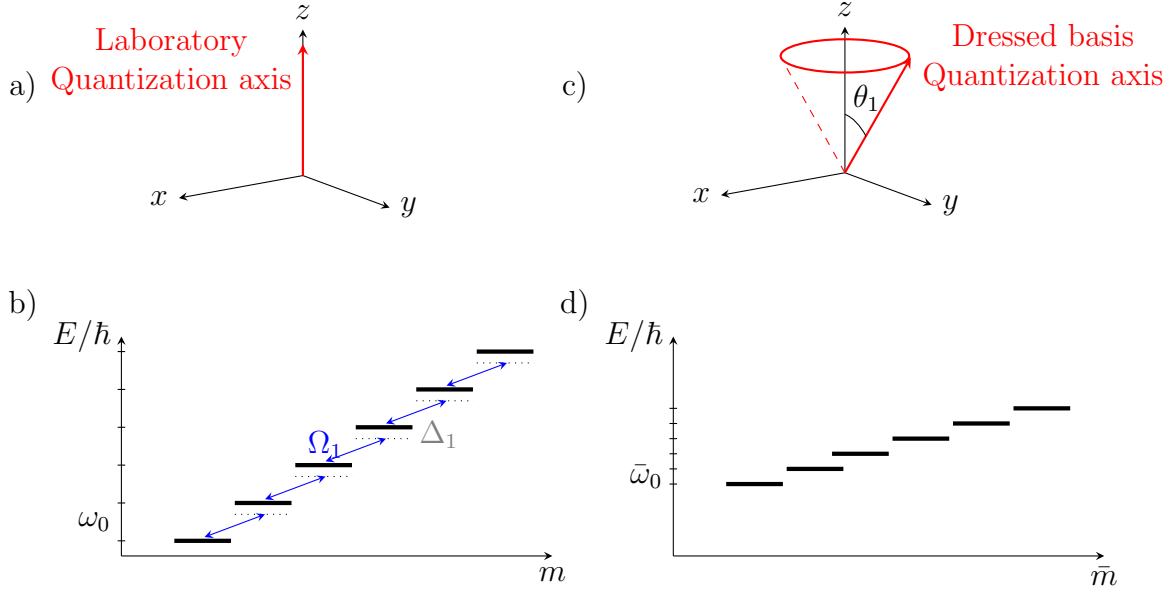 a)
Laboratory
Quantization axis
z
x
y
c)
z
Dressed basis
Quantization axis
θ₁
x
y
b)
E/ħ
Ω₁
Δ₁
ω₀
m
d)
E/ħ
ω̄₀
m̄